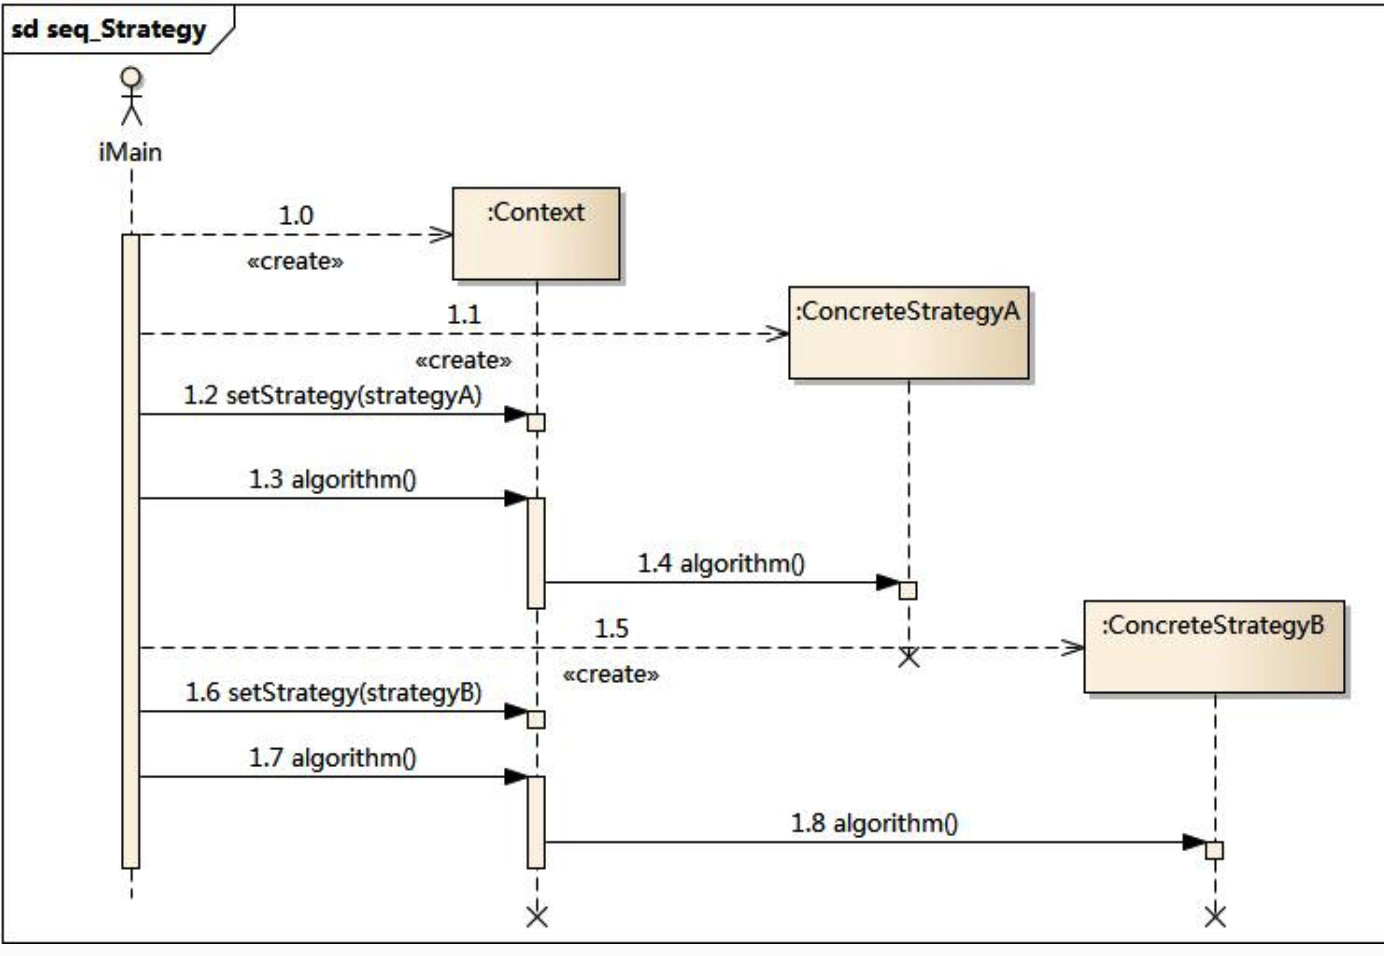 sd seq_Strategy
iMain
:Context
1.0
«create»
:ConcreteStrategyA
1.1
«create»
1.2 setStrategy(strategyA)
1.3 algorithm()
1.4 algorithm()
:ConcreteStrategyB
1.5
«create»
1.6 setStrategy(strategyB)
1.7 algorithm()
1.8 algorithm()